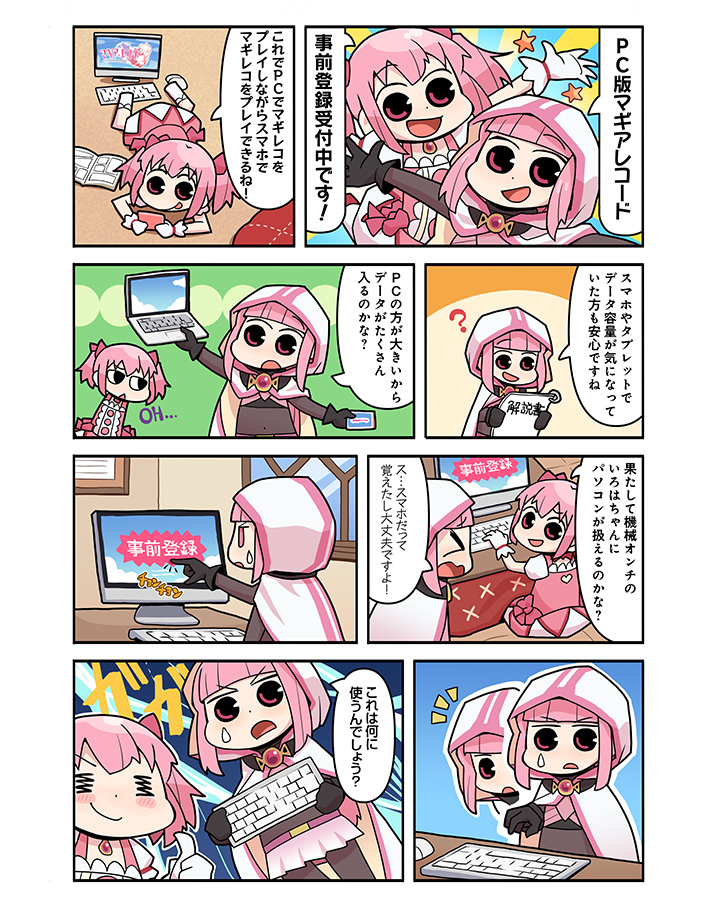 PC版マギアレコード
事前登録受付中です!
これでPCでマギレコを
プレイしながらスマホで
マギレコをプレイできるね!
スマホやタブレットで
データ容量が気になって
いた方も安心ですね
?
解説書
PCの方が大きいから
データがたくさん
入るのかな?
OH...
果たして機械オンチの
いろはちゃんに
パソコンが扱えるのかな?
事前登録
ス…スマホだって
覚えたし大丈夫ですよ!
事前登録
チョンチョン
これは何に
使うんでしょう?
ガガ